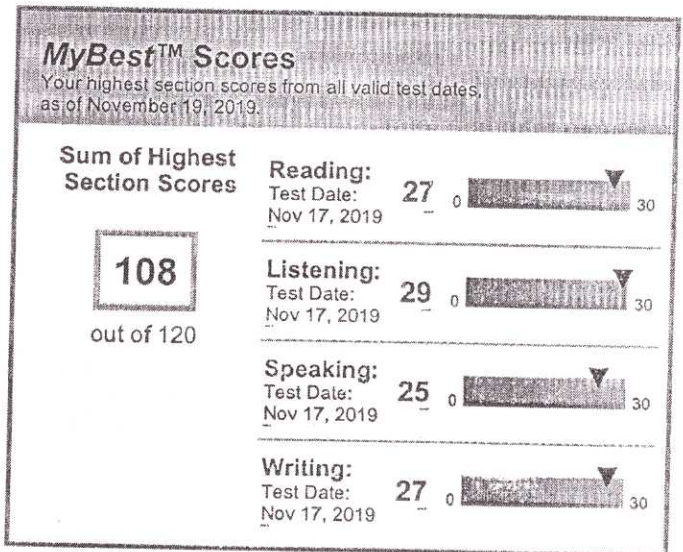 MyBest™ Scores
Your highest section scores from all valid test dates,
as of November 19, 2019.
Sum of Highest
Section Scores
108
out of 120
Reading:
Test Date:
Nov 17, 2019
27
0
30
Listening:
Test Date:
Nov 17, 2019
29
0
30
Speaking:
Test Date:
Nov 17, 2019
25
0
30
Writing:
Test Date:
Nov 17, 2019
27
0
30